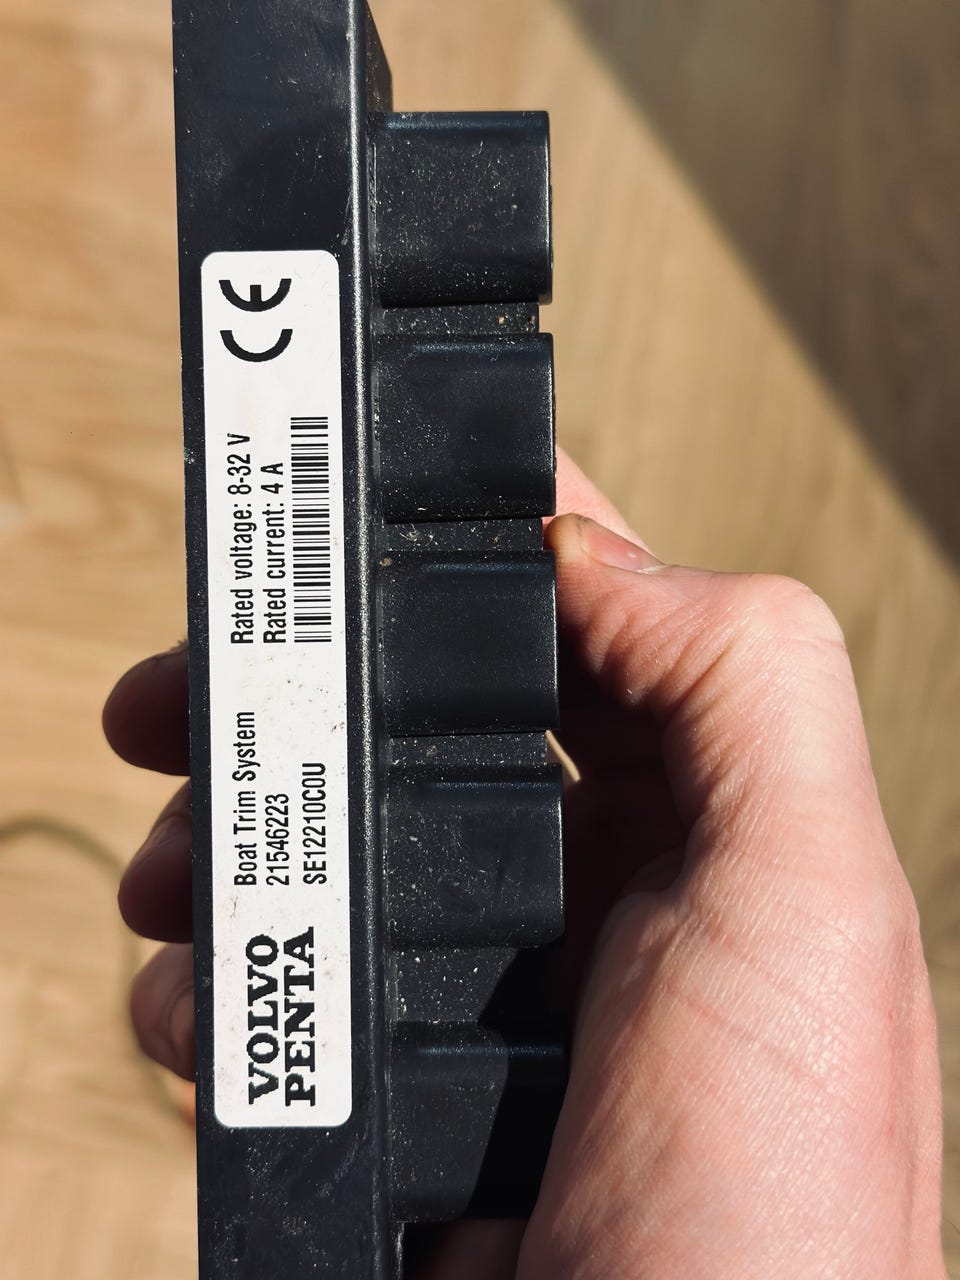 VOLVO
PENTA
Boat Trim System
21546223
SE12210C0U
Rated voltage: 8-32 V
Rated current: 4 A
CE